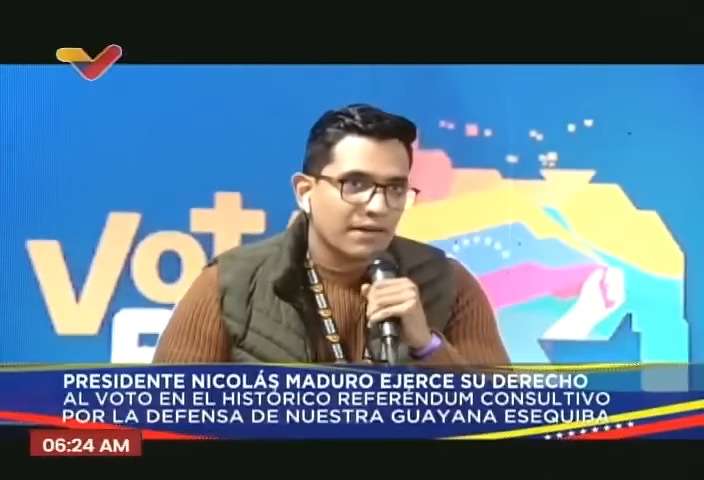 Vota
PRESIDENTE NICOLÁS MADURO EJERCE SU DERECHO
AL VOTO EN EL HISTÓRICO REFERÉNDUM CONSULTIVO
POR LA DEFENSA DE NUESTRA GUAYANA ESEQUIBA
06:24 AM